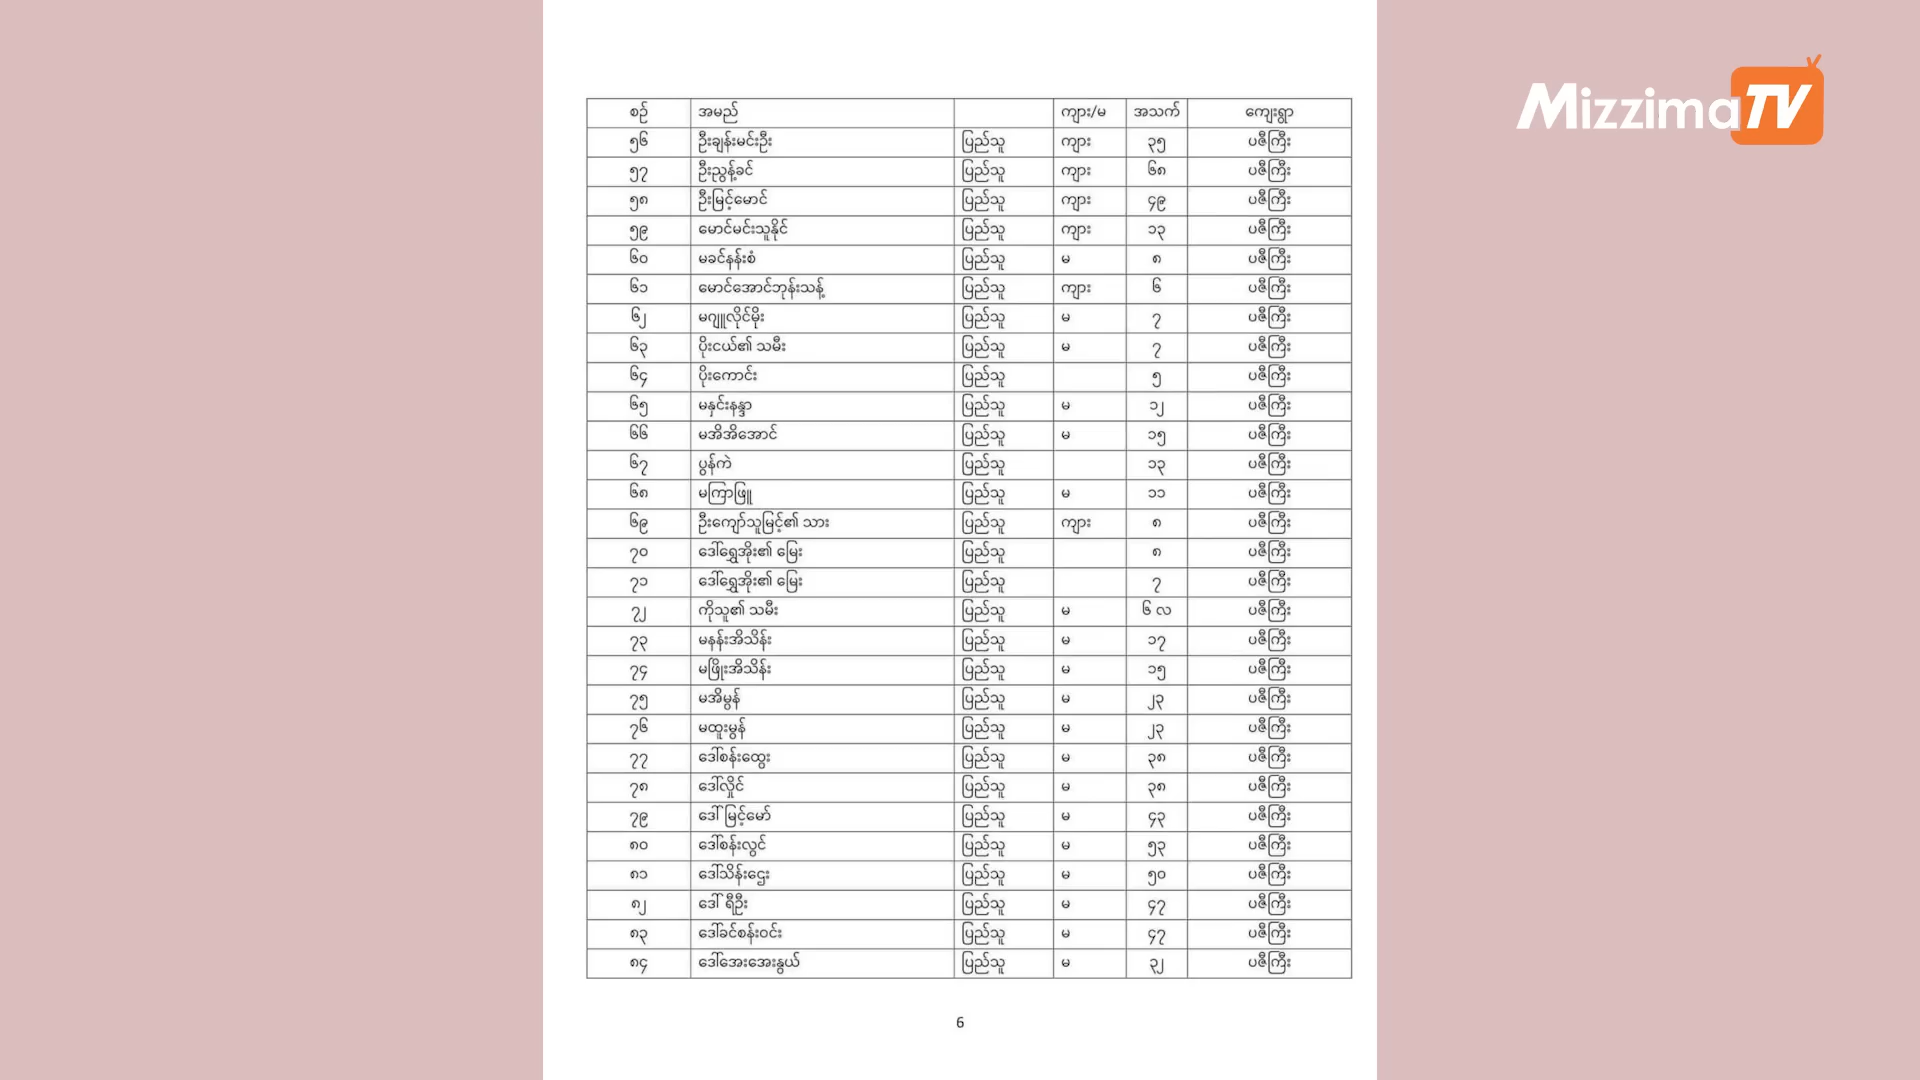 MizzimaTV
စဉ် အမည် ကျား/မ အသက် ကျေးရွာ
၅၆ ဦးချန်းမင်းဦး ပြည်သူ ကျား ၃၅ ပဇီကြီး
၅၇ ဦးညွန့်ခင် ပြည်သူ ကျား ၆၈ ပဇီကြီး
၅၈ ဦးမြင့်မောင် ပြည်သူ ကျား ၄၉ ပဇီကြီး
၅၉ မောင်မင်းသူနိုင် ပြည်သူ ကျား ၁၃ ပဇီကြီး
၆၀ မခင်နန်းစံ ပြည်သူ မ ၈ ပဇီကြီး
၆၁ မောင်အောင်ဘုန်းသန့် ပြည်သူ ကျား ၆ ပဇီကြီး
၆၂ မဂျူလိုင်မိုး ပြည်သူ မ ၇ ပဇီကြီး
၆၃ ပိုးငယ်၏ သမီး ပြည်သူ မ ၇ ပဇီကြီး
၆၄ ပိုးကောင်း ပြည်သူ ၅ ပဇီကြီး
၆၅ မနှင်းနန္ဒာ ပြည်သူ မ ၁၂ ပဇီကြီး
၆၆ မအိအိအောင် ပြည်သူ မ ၁၅ ပဇီကြီး
၆၇ ပွန်ကဲ ပြည်သူ ၁၃ ပဇီကြီး
၆၈ မကြာဖြူ ပြည်သူ မ ၁၁ ပဇီကြီး
၆၉ ဦးကျော်သူမြင့်၏ သား ပြည်သူ ကျား ၈ ပဇီကြီး
၇၀ ဒေါ်ရွှေအိုး၏ မြေး ပြည်သူ ၈ ပဇီကြီး
၇၁ ဒေါ်ရွှေအိုး၏ မြေး ပြည်သူ ၇ ပဇီကြီး
၇၂ ကိုသူ၏ သမီး ပြည်သူ မ ၆ လ ပဇီကြီး
၇၃ မနန်းအိသိန်း ပြည်သူ မ ၁၇ ပဇီကြီး
၇၄ မဖြိုးအိသိန်း ပြည်သူ မ ၁၅ ပဇီကြီး
၇၅ မအိမွန် ပြည်သူ မ ၂၃ ပဇီကြီး
၇၆ မထူးမွန် ပြည်သူ မ ၂၃ ပဇီကြီး
၇၇ ဒေါ်စန်းထွေး ပြည်သူ မ ၃၈ ပဇီကြီး
၇၈ ဒေါ်လှိုင် ပြည်သူ မ ၃၈ ပဇီကြီး
၇၉ ဒေါ်မြင့်မော် ပြည်သူ မ ၄၃ ပဇီကြီး
၈၀ ဒေါ်စန်းလွင် ပြည်သူ မ ၅၃ ပဇီကြီး
၈၁ ဒေါ်သိန်းဌေး ပြည်သူ မ ၅၀ ပဇီကြီး
၈၂ ဒေါ်ရီဦး ပြည်သူ မ ၄၇ ပဇီကြီး
၈၃ ဒေါ်ခင်စန်းဝင်း ပြည်သူ မ ၄၇ ပဇီကြီး
၈၄ ဒေါ်အေးအေးနွယ် ပြည်သူ မ ၃၂ ပဇီကြီး
6